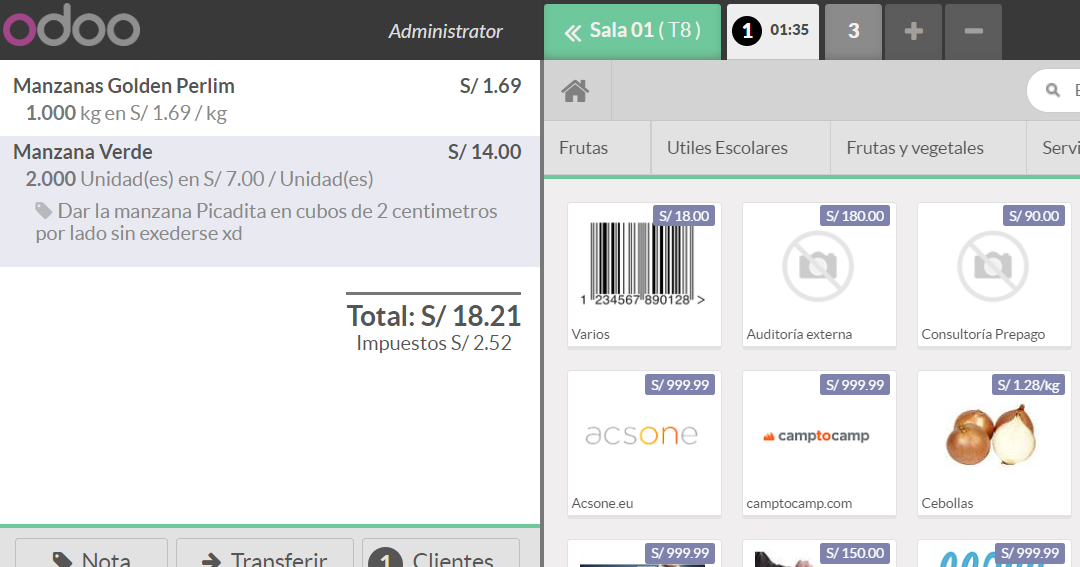 odoo
Administrator
Sala 01 ( T8 )
1 01:35
3
Manzanas Golden Perlim S/ 1.69
1.000 kg en S/ 1.69 / kg
Manzana Verde S/ 14.00
2.000 Unidad(es) en S/ 7.00 / Unidad(es)
Dar la manzana Picadita en cubos de 2 centimetros
por lado sin exederse xd
Total: S/ 18.21
Impuestos S/ 2.52
Nota
Transferir
1 Clientes
Frutas
Utiles Escolares
Frutas y vegetales
Servi
S/ 18.00
1 234567 890128 >
Varios
S/ 180.00
Auditoría externa
S/ 90.00
Consultoría Prepago
S/ 999.99
acsone
Acsone.eu
S/ 999.99
camptocamp
camptocamp.com
S/ 1.28/kg
Cebollas
S/ 999.99
S/ 150.00
S/ 999.99